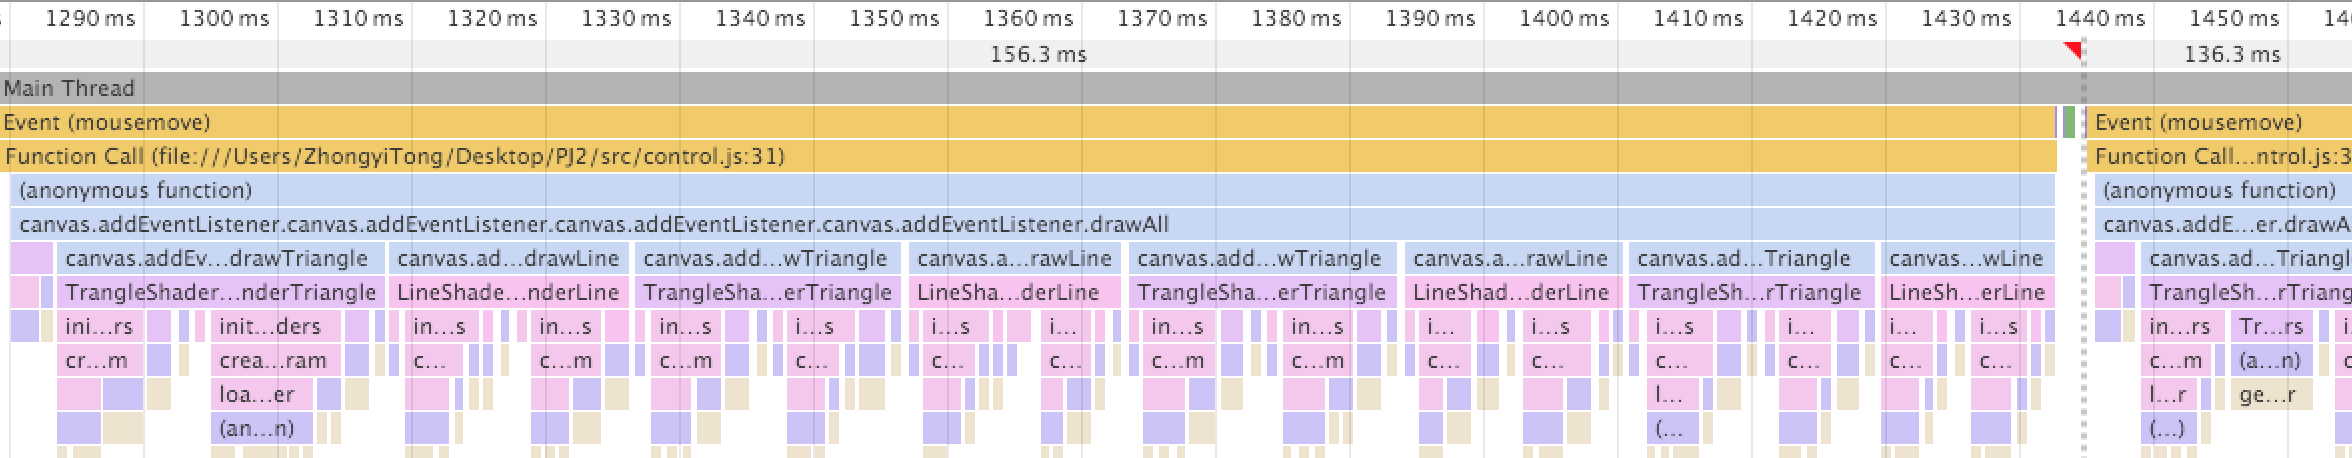 1290 ms 1300 ms 1310 ms 1320 ms 1330 ms 1340 ms 1350 ms 1360 ms 1370 ms 1380 ms 1390 ms 1400 ms 1410 ms 1420 ms 1430 ms 1440 ms 1450 ms
156.3 ms 136.3 ms
Main Thread
Event (mousemove) Event (mousemove)
Function Call (file:///Users/ZhongyiTong/Desktop/PJ2/src/control.js:31) Function Call...ntrol.js:3
(anonymous function) (anonymous function)
canvas.addEventListener.canvas.addEventListener.canvas.addEventListener.canvas.addEventListener.drawAll canvas.addE...er.drawA
canvas.addEv...drawTriangle canvas.ad...drawLine canvas.add...wTriangle canvas.a...rawLine canvas.add...wTriangle canvas.a...rawLine canvas.ad...Triangle canvas...wLine canvas.ad...Triangl
TrangleShader...nderTriangle LineShade...nderLine TrangleSha...erTriangle LineSha...derLine TrangleSha...erTriangle LineShad...derLine TrangleSh...rTriangle LineSh...erLine TrangleSh...rTriang
ini...rs init...ders in...s in...s in...s i...s i...s i... in...s in...s i... i...s i...s i... i... i...s in...rs Tr...rs i
cr...m crea...ram c... c...m c...m c... c... c... c...m c...m c... c... c... c... c... c... c...m (a...n) c
loa...er l... l...r ge...r
(an...n) (... (...)